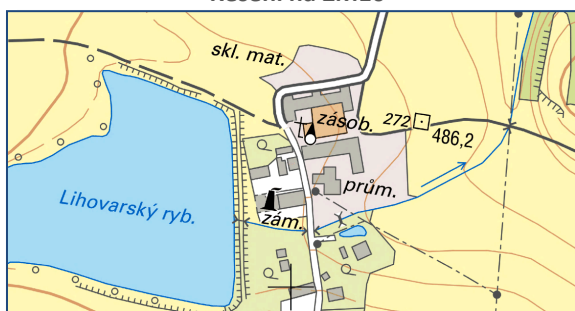 skl. mat.
zásob.
272
486,2
prům.
Lihovarský ryb.
zám.